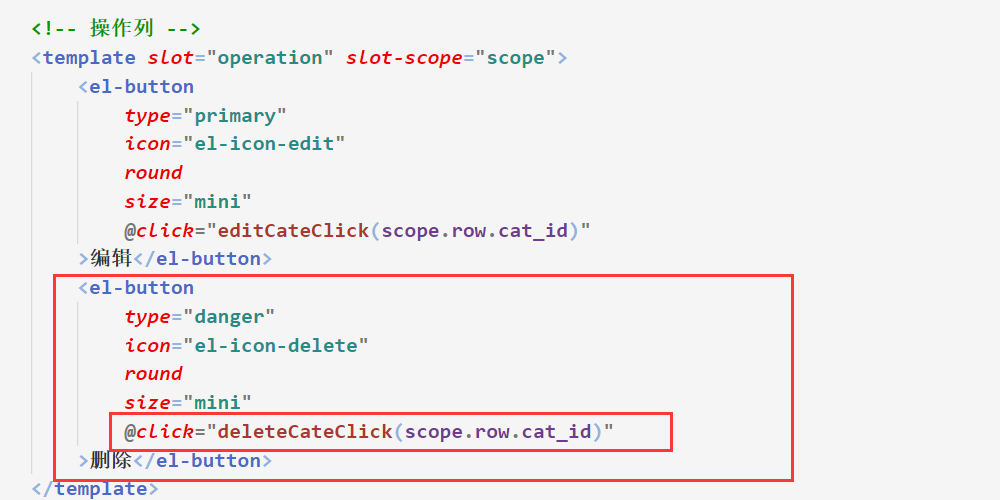 <!-- 操作列 -->
<template slot="operation" slot-scope="scope">
<el-button
type="primary"
icon="el-icon-edit"
round
size="mini"
@click="editCateClick(scope.row.cat_id)"
>编辑</el-button>
<el-button
type="danger"
icon="el-icon-delete"
round
size="mini"
@click="deleteCateClick(scope.row.cat_id)"
>删除</el-button>
</template>